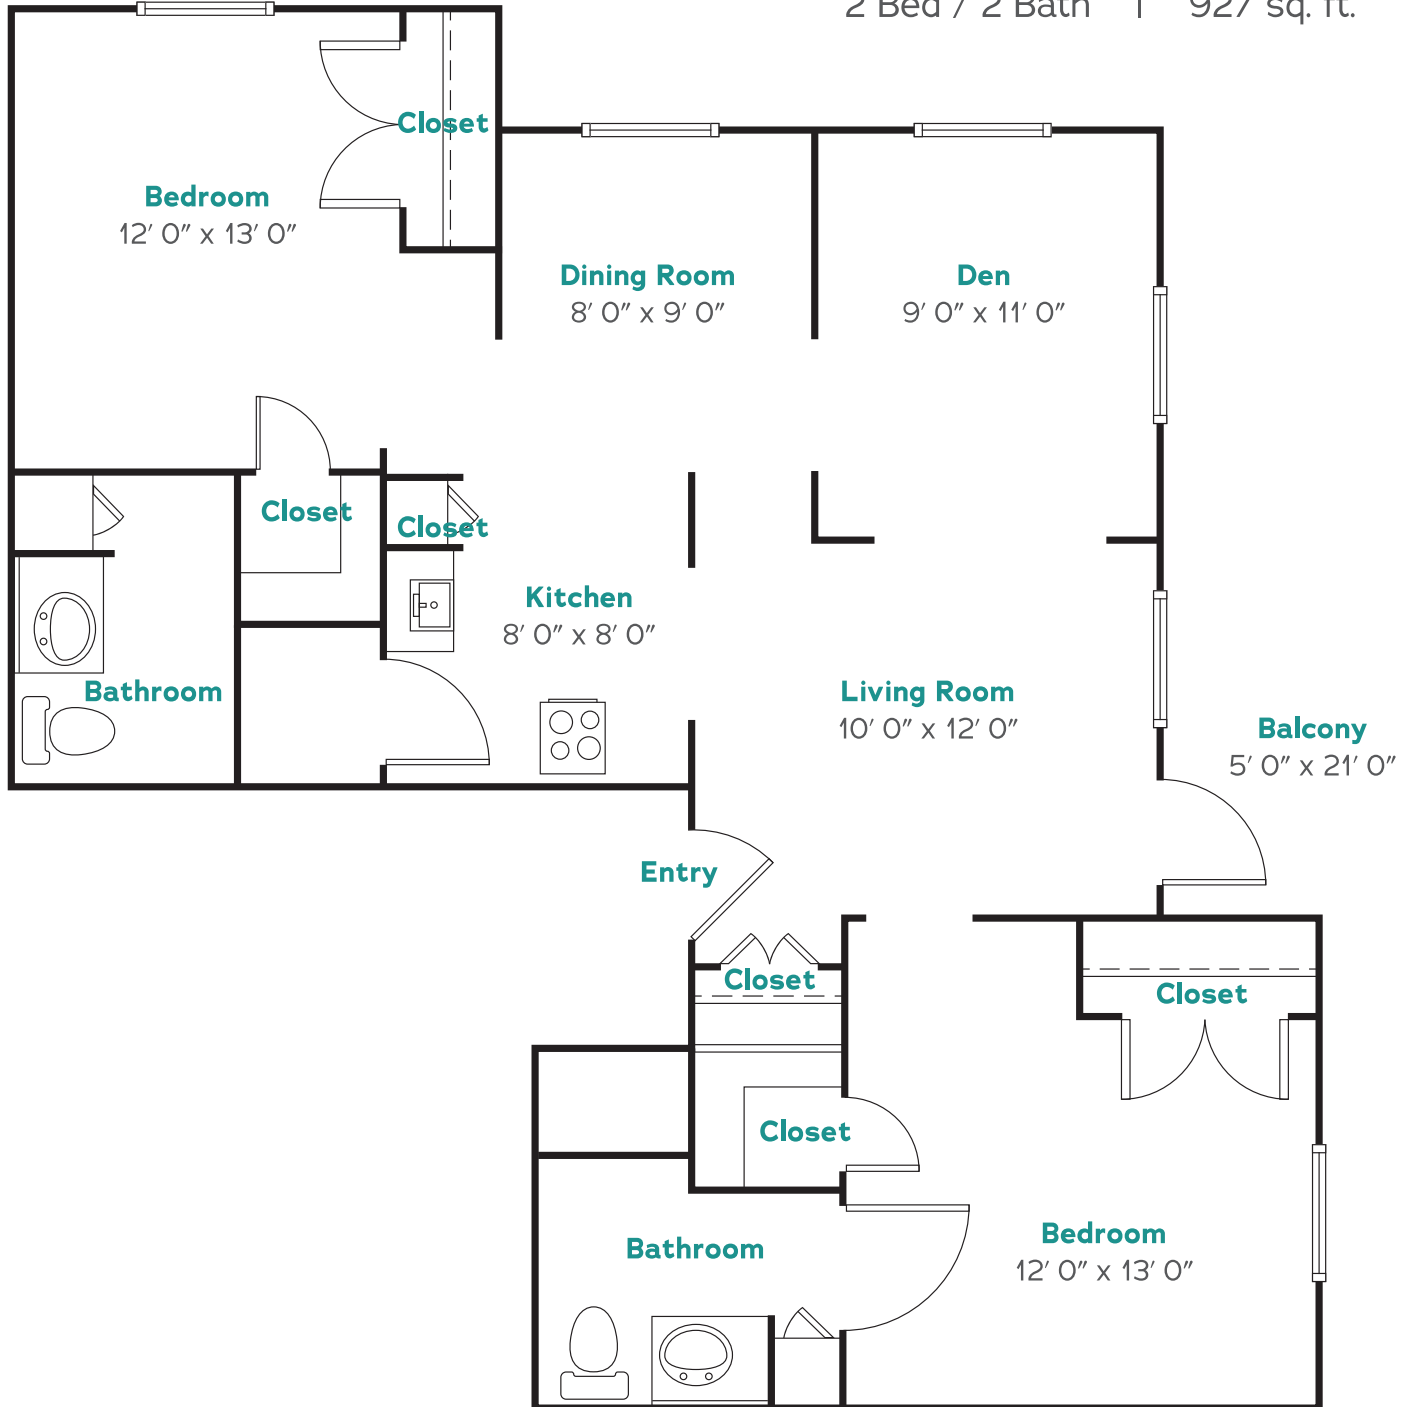 2 Bed / 2 Bath | 927 sq. ft.
Closet
Bedroom
12′ 0″ x 13′ 0″
Dining Room
8′ 0″ x 9′ 0″
Den
9′ 0″ x 11′ 0″
Closet
Closet
Kitchen
8′ 0″ x 8′ 0″
Bathroom
Living Room
10′ 0″ x 12′ 0″
Balcony
5′ 0″ x 21′ 0″
Entry
Closet
Closet
Closet
Bathroom
Bedroom
12′ 0″ x 13′ 0″